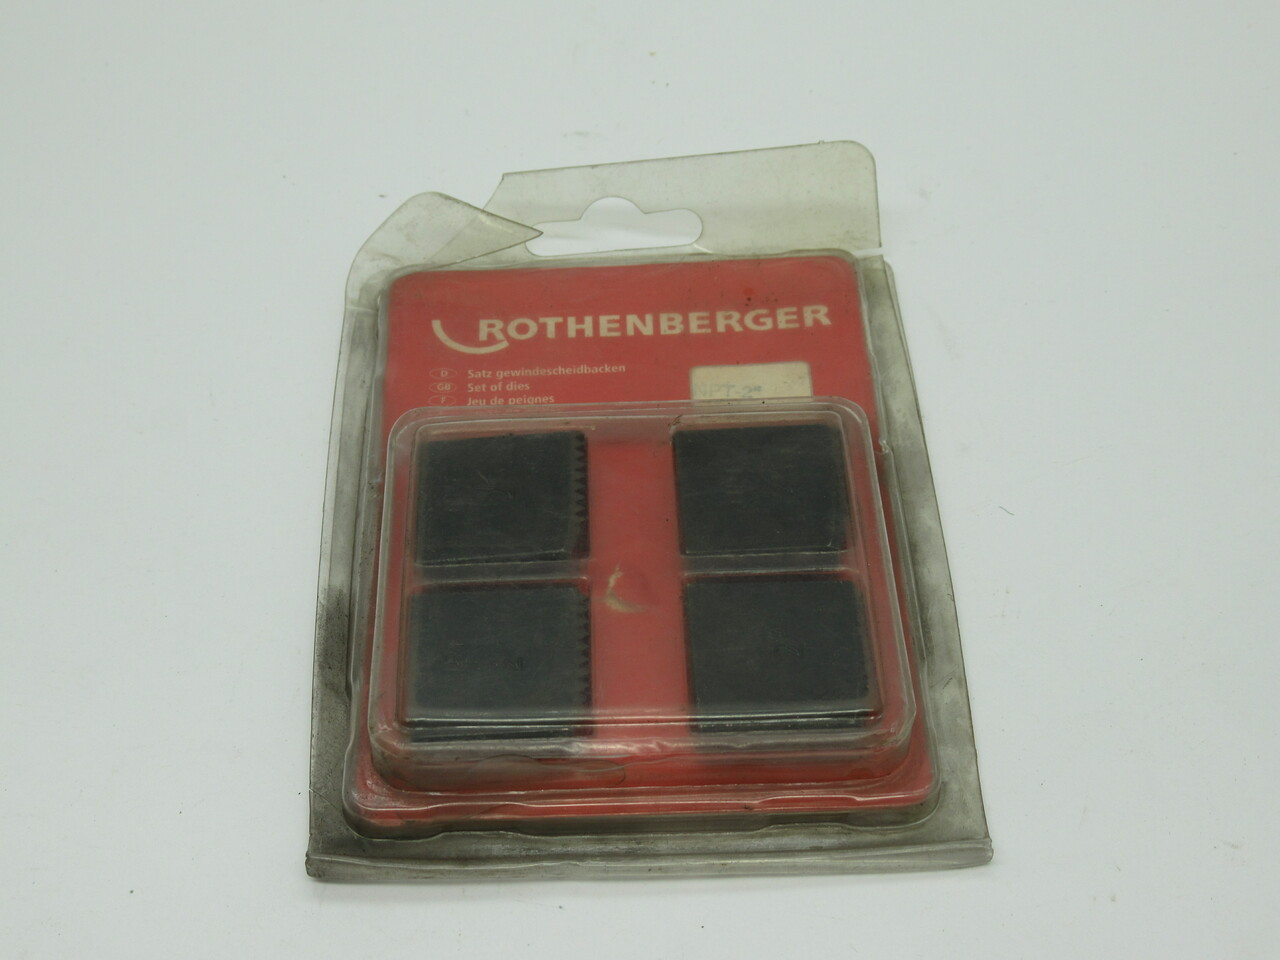 ROTHENBERGER
D Satz gewindescheidbacken
GB Set of dies
F Jeu de peignes